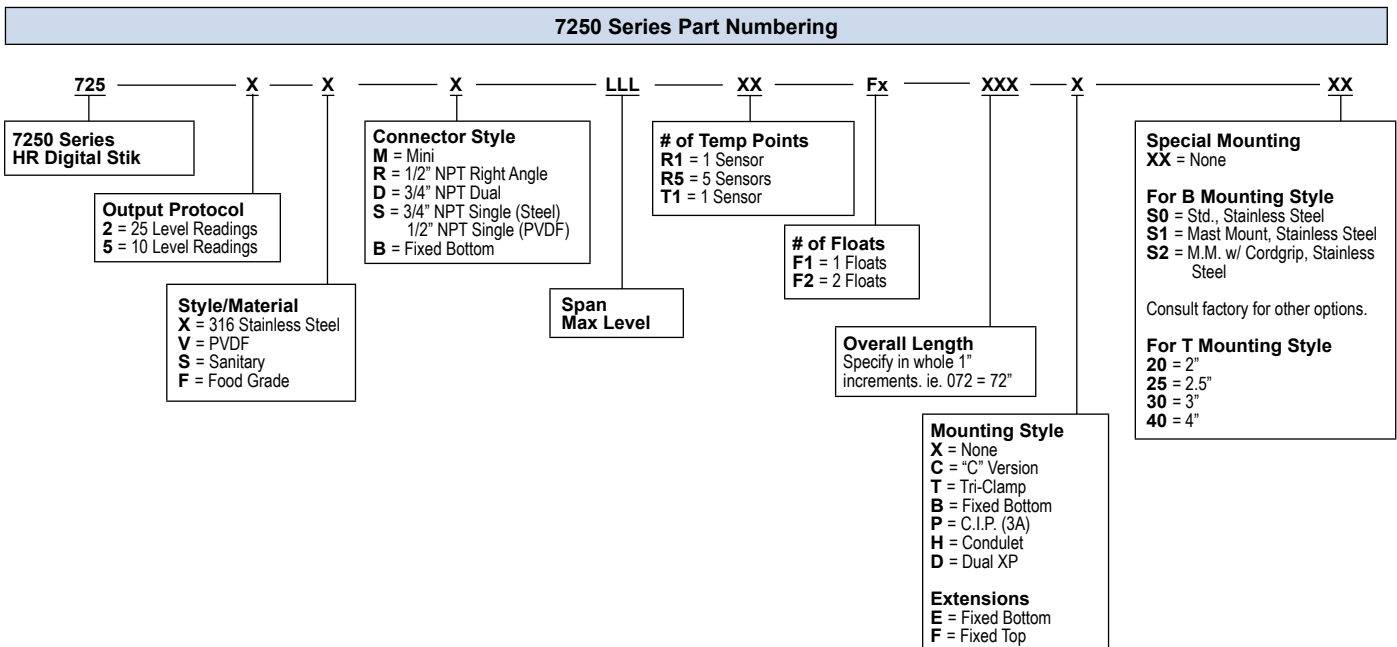 7250 Series Part Numbering
725 X X X LLL XX Fx XXX X XX
7250 Series
HR Digital Stik
Output Protocol
2 = 25 Level Readings
5 = 10 Level Readings
Style/Material
X = 316 Stainless Steel
V = PVDF
S = Sanitary
F = Food Grade
Connector Style
M = Mini
R = 1/2” NPT Right Angle
D = 3/4” NPT Dual
S = 3/4” NPT Single (Steel)
1/2” NPT Single (PVDF)
B = Fixed Bottom
Span
Max Level
# of Temp Points
R1 = 1 Sensor
R5 = 5 Sensors
T1 = 1 Sensor
# of Floats
F1 = 1 Floats
F2 = 2 Floats
Overall Length
Specify in whole 1”
increments. ie. 072 = 72”
Mounting Style
X = None
C = “C” Version
T = Tri-Clamp
B = Fixed Bottom
P = C.I.P. (3A)
H = Condulet
D = Dual XP
Extensions
E = Fixed Bottom
F = Fixed Top
Special Mounting
XX = None
For B Mounting Style
S0 = Std., Stainless Steel
S1 = Mast Mount, Stainless Steel
S2 = M.M. w/ Cordgrip, Stainless
Steel
Consult factory for other options.
For T Mounting Style
20 = 2”
25 = 2.5”
30 = 3”
40 = 4”